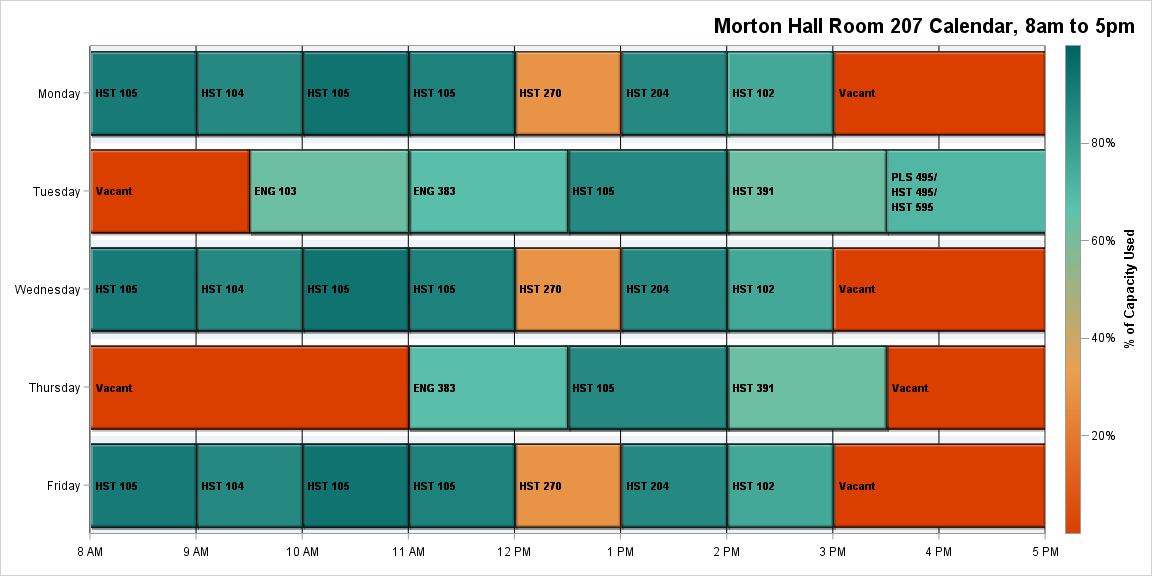 Morton Hall Room 207 Calendar, 8am to 5pm
Monday
HST 105
HST 104
HST 105
HST 105
HST 270
HST 204
HST 102
Vacant
Tuesday
Vacant
ENG 103
ENG 383
HST 105
HST 391
PLS 495/
HST 495/
HST 595
Wednesday
HST 105
HST 104
HST 105
HST 105
HST 270
HST 204
HST 102
Vacant
Thursday
Vacant
ENG 383
HST 105
HST 391
Vacant
Friday
HST 105
HST 104
HST 105
HST 105
HST 270
HST 204
HST 102
Vacant
8 AM
9 AM
10 AM
11 AM
12 PM
1 PM
2 PM
3 PM
4 PM
5 PM
80%
60%
40%
20%
% of Capacity Used